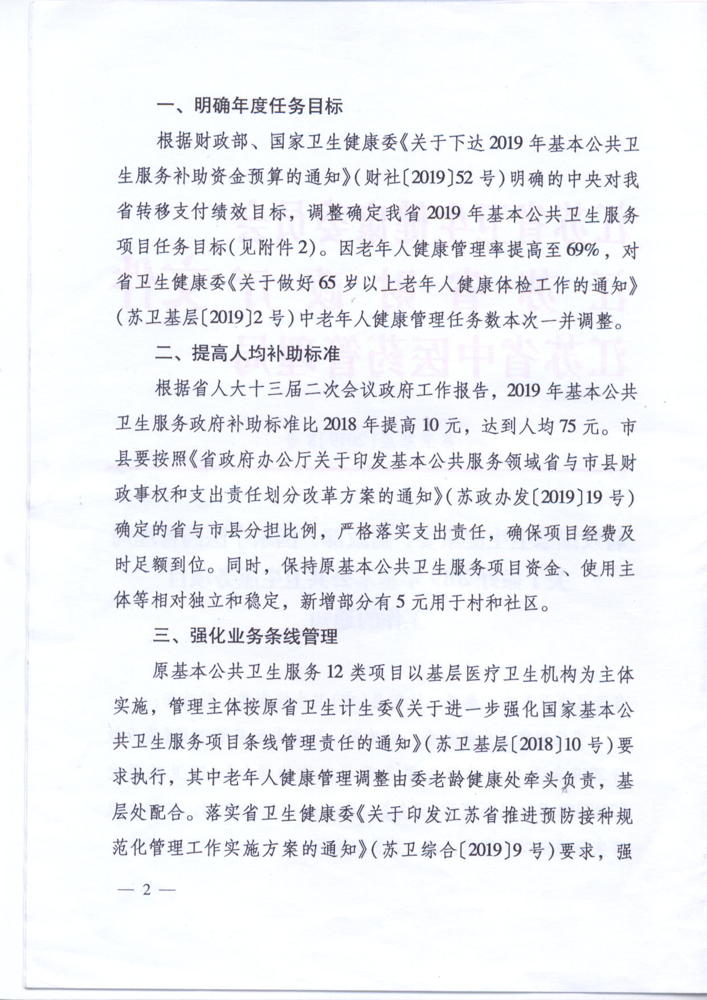 一、明确年度任务目标
根据财政部、国家卫生健康委《关于下达2019年基本公共卫
生服务补助资金预算的通知》(财社〔2019〕52号)明确的中央对我
省转移支付绩效目标，调整确定我省2019年基本公共卫生服务
项目任务目标(见附件2)。因老年人健康管理率提高至69%，对
省卫生健康委《关于做好65岁以上老年人健康体检工作的通知》
(苏卫基层〔2019〕2号)中老年人健康管理任务数本次一并调整。
二、提高人均补助标准
根据省人大十三届二次会议政府工作报告，2019年基本公共
卫生服务政府补助标准比2018年提高10元，达到人均75元。市
县要按照《省政府办公厅关于印发基本公共服务领域省与市县财
政事权和支出责任划分改革方案的通知》(苏政办发〔2019〕19号)
确定的省与市县分担比例，严格落实支出责任，确保项目经费及
时足额到位。同时，保持原基本公共卫生服务项目资金、使用主
体等相对独立和稳定，新增部分有5元用于村和社区。
三、强化业务条线管理
原基本公共卫生服务12类项目以基层医疗卫生机构为主体
实施，管理主体按原省卫生计生委《关于进一步强化国家基本公
共卫生服务项目条线管理责任的通知》(苏卫基层〔2018〕10号)要
求执行，其中老年人健康管理调整由委老龄健康处牵头负责，基
层处配合。落实省卫生健康委《关于印发江苏省推进预防接种规
范化管理工作实施方案的通知》(苏卫综合〔2019〕9号)要求，强
— 2 —